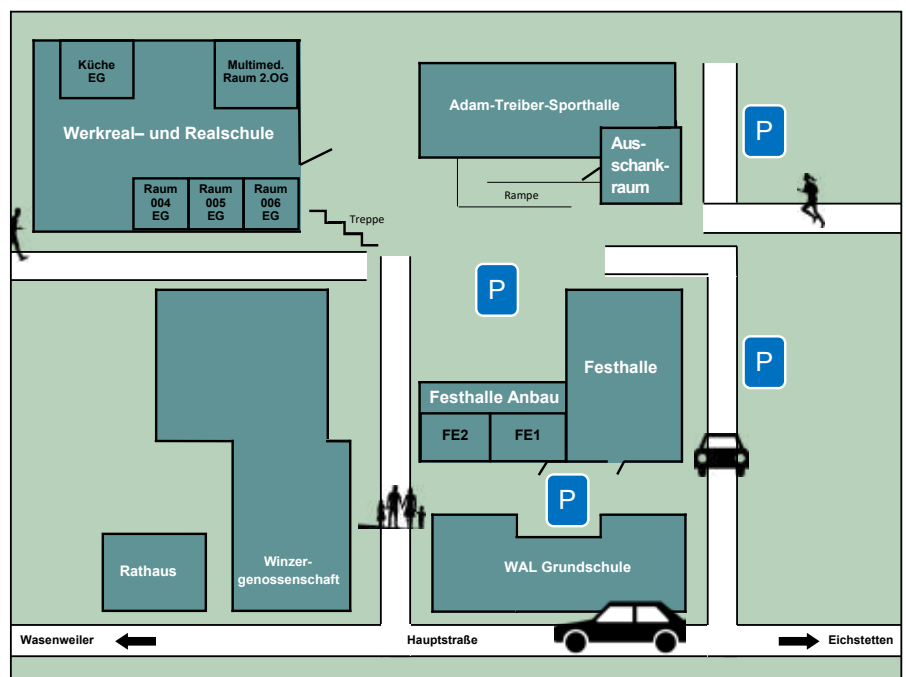 Küche
EG
Multimed.
Raum 2.OG
Werkreal– und Realschule
Raum
004
EG
Raum
005
EG
Raum
006
EG
Treppe
Adam-Treiber-Sporthalle
Aus-
schank-
raum
Rampe
P
P
P
Festhalle
Festhalle Anbau
FE2
FE1
P
WAL Grundschule
Winzer-
genossenschaft
Rathaus
Wasenweiler
Hauptstraße
Eichstetten